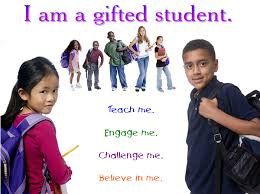 I am a gifted student.
Teach me.
Engage me.
Challenge me.
Believe in me.